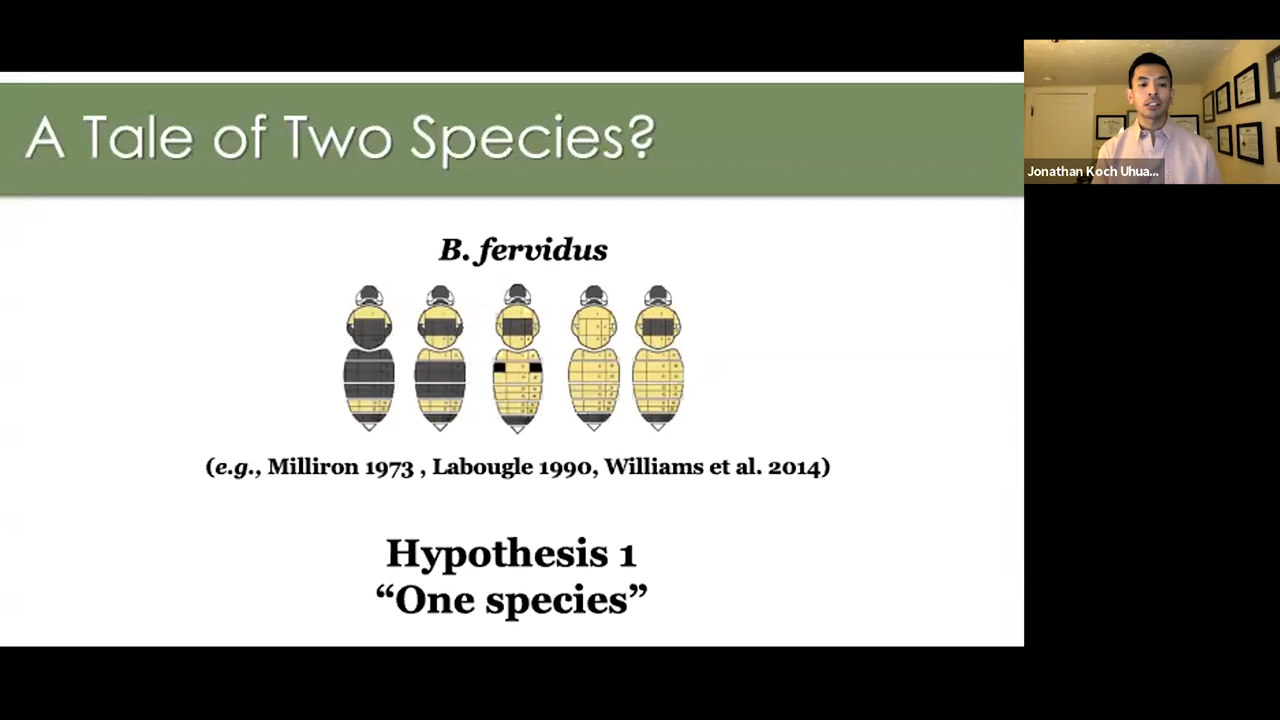 A Tale of Two Species?
Jonathan Koch Uhua...
B. fervidus
(e.g., Milliron 1973 , Labougle 1990, Williams et al. 2014)
Hypothesis 1
“One species”